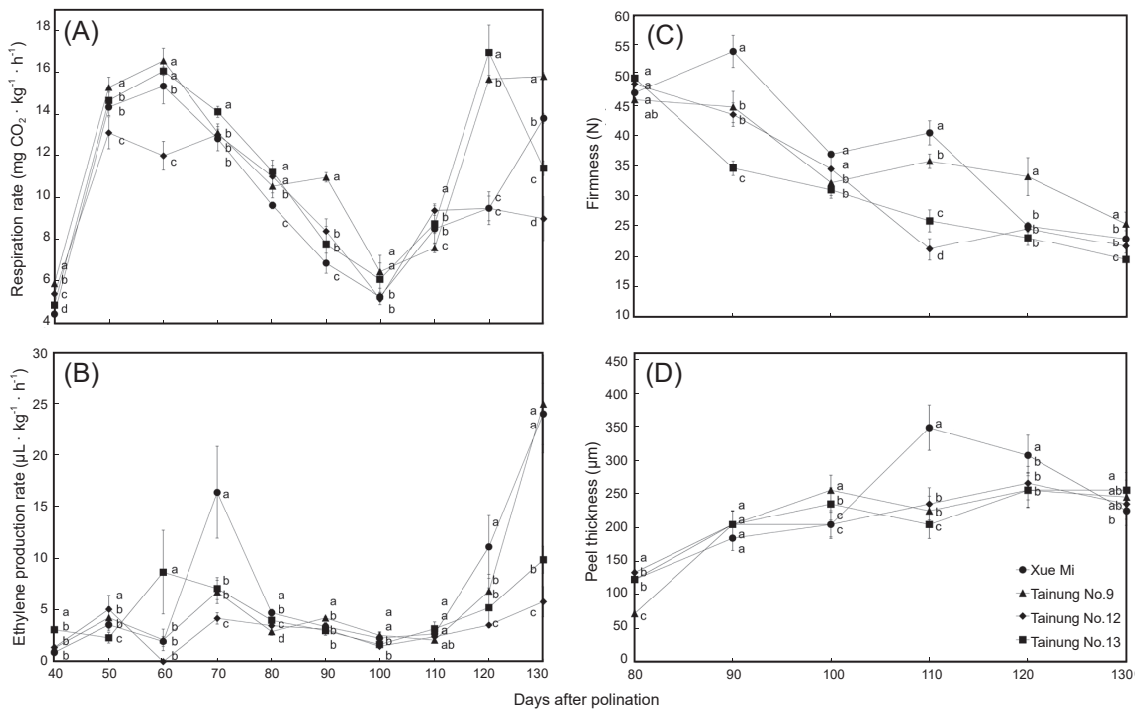 (A)
Respiration rate (mg CO₂ · kg⁻¹ · h⁻¹)
18
16
14
12
10
8
6
4
a
b
c
d
a
b
b
c
a
a
b
c
a
b
b
c
a
a
b
c
a
b
b
c
a
a
b
b
a
b
b
c
a
b
c
c
a
b
c
d
(B)
Ethylene production rate (µL · kg⁻¹ · h⁻¹)
30
25
20
15
10
5
0
40 50 60 70 80 90 100 110 120 130
(C)
Firmness (N)
60
55
50
45
40
35
30
25
20
15
10
a
a
a
ab
a
b
b
c
a
a
b
b
a
b
c
d
a
b
b
b
a
b
b
c
(D)
Peel thickness (µm)
450
400
350
300
250
200
150
100
50
0
a
b
b
c
a
a
a
a
a
b
c
c
a
b
b
c
a
b
b
b
a
ab
ab
b
Xue Mi
Tainung No.9
Tainung No.12
Tainung No.13
80 90 100 110 120 130
Days after polination